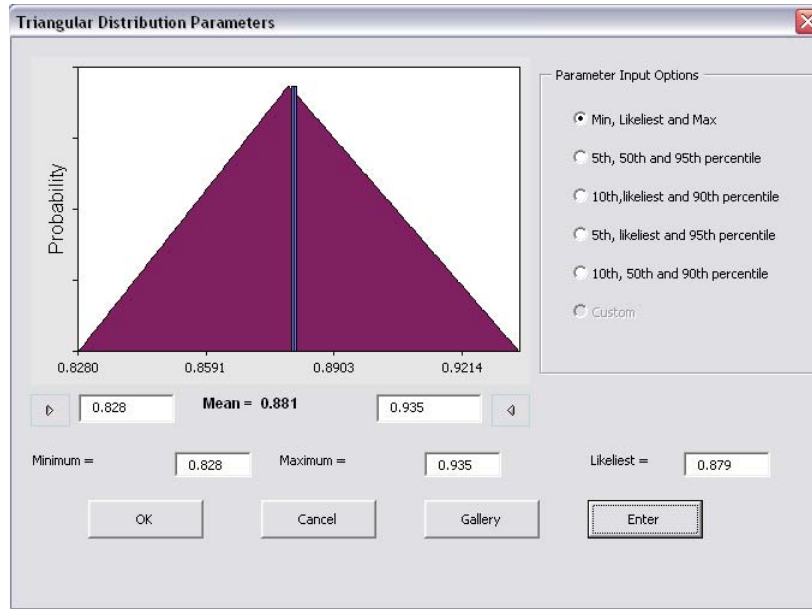 Triangular Distribution Parameters
Probability
0.8280 0.8591 0.8903 0.9214
0.828 Mean = 0.881 0.935
Parameter Input Options
Min, Likeliest and Max
5th, 50th and 95th percentile
10th,likeliest and 90th percentile
5th, likeliest and 95th percentile
10th, 50th and 90th percentile
Custom
Minimum = 0.828 Maximum = 0.935 Likeliest = 0.879
OK Cancel Gallery Enter